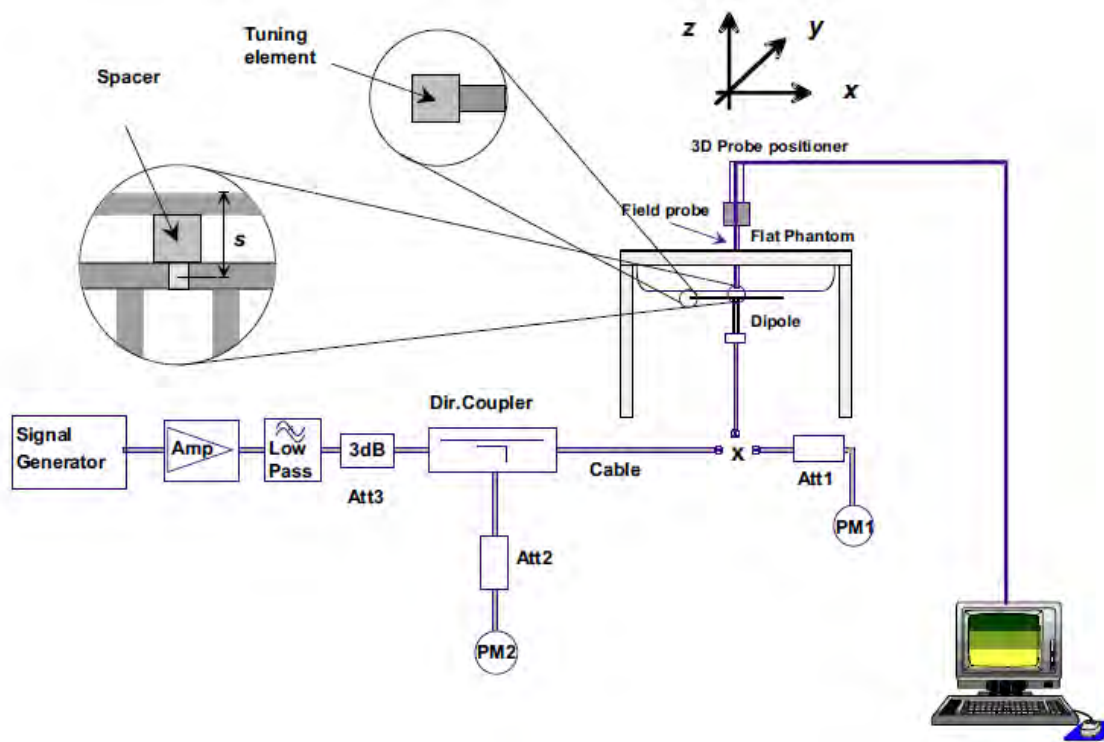 Tuning
element
Spacer
z
y
x
3D Probe positioner
Field probe
Flat Phantom
s
Dipole
Dir.Coupler
Signal
Generator
Amp
Low
Pass
3dB
Att3
Cable
x
Att1
PM1
Att2
PM2